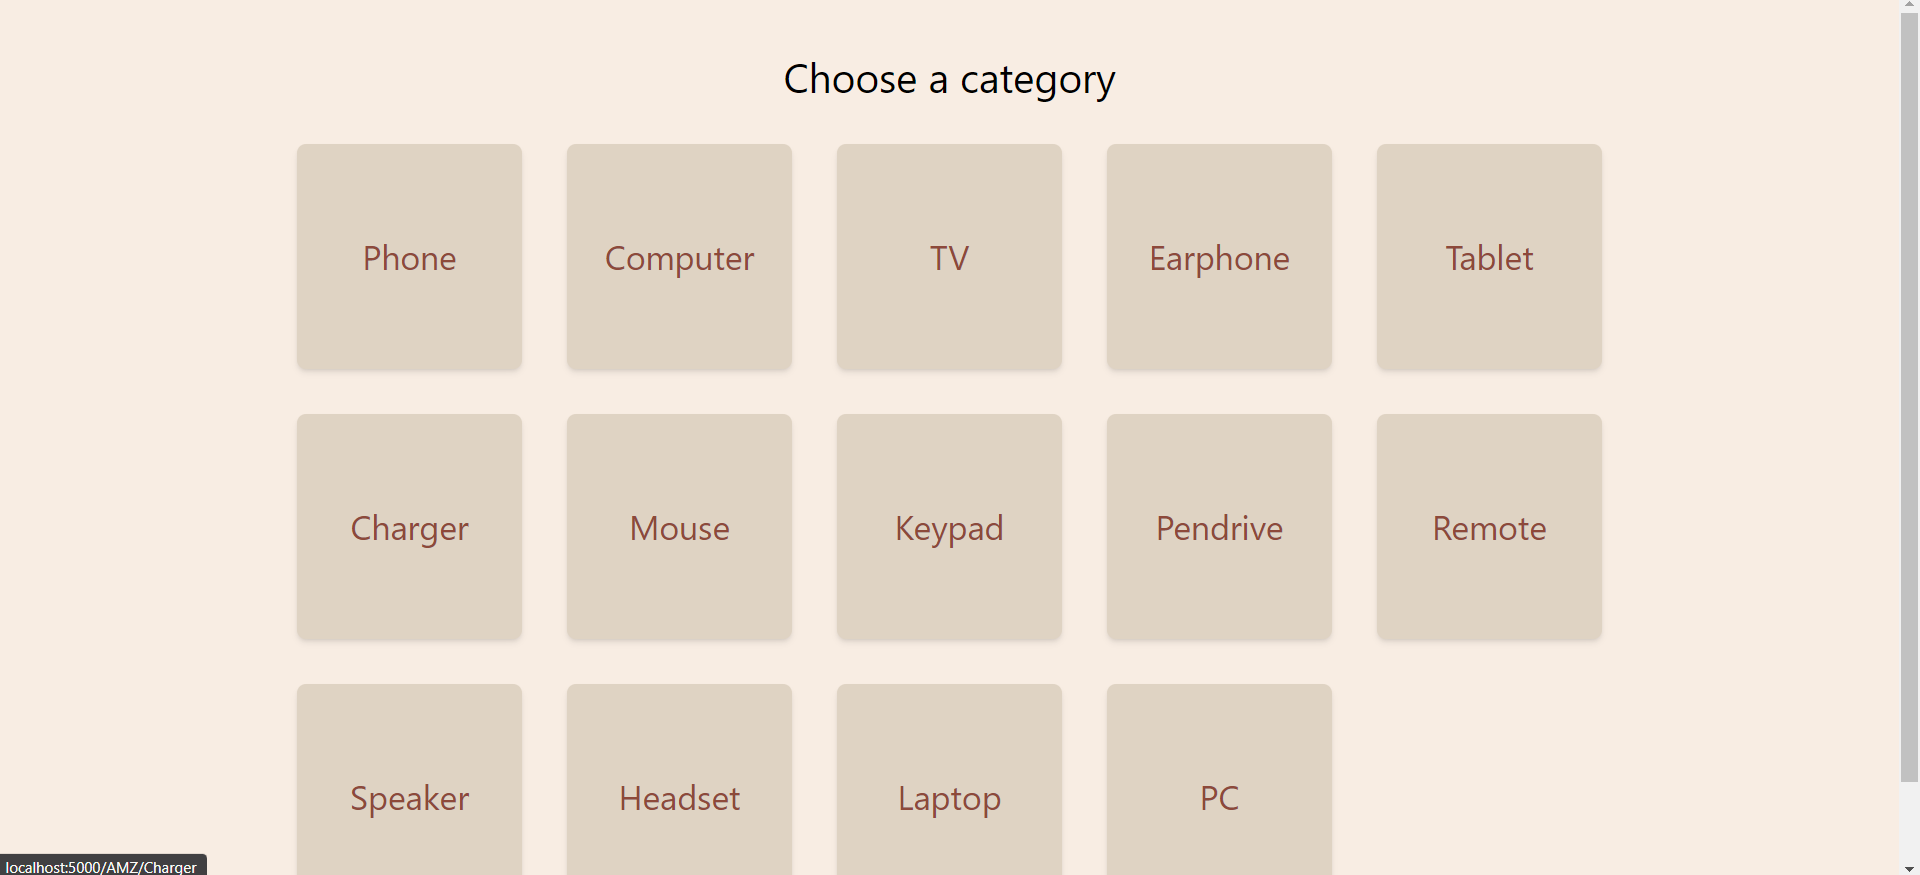 Choose a category
Phone
Computer
TV
Earphone
Tablet
Charger
Mouse
Keypad
Pendrive
Remote
Speaker
Headset
Laptop
PC
localhost:5000/AMZ/Charger